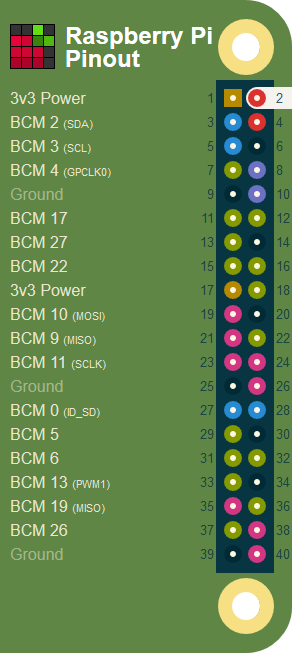 Raspberry Pi
Pinout
3v3 Power 1 2
BCM 2 (SDA) 3 4
BCM 3 (SCL) 5 6
BCM 4 (GPCLK0) 7 8
Ground 9 10
BCM 17 11 12
BCM 27 13 14
BCM 22 15 16
3v3 Power 17 18
BCM 10 (MOSI) 19 20
BCM 9 (MISO) 21 22
BCM 11 (SCLK) 23 24
Ground 25 26
BCM 0 (ID_SD) 27 28
BCM 5 29 30
BCM 6 31 32
BCM 13 (PWM1) 33 34
BCM 19 (MISO) 35 36
BCM 26 37 38
Ground 39 40